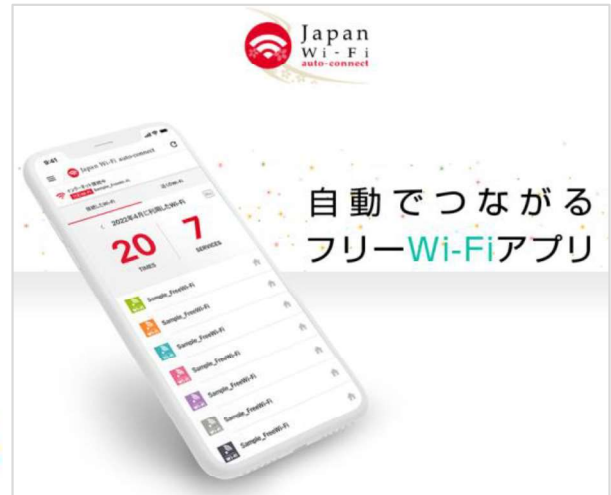 Japan
Wi-Fi
auto-connect
自動でつながる
フリーWi-Fiアプリ
9:41
Japan Wi-Fi auto-connect
2022年4月に利用したWi-Fi
20
TIMES
7
SERVICES
Sample_FreeWi-Fi
Sample_FreeWi-Fi
Sample_FreeWi-Fi
Sample_FreeWi-Fi
Sample_FreeWi-Fi
Sample_FreeWi-Fi
Sample_FreeWi-Fi